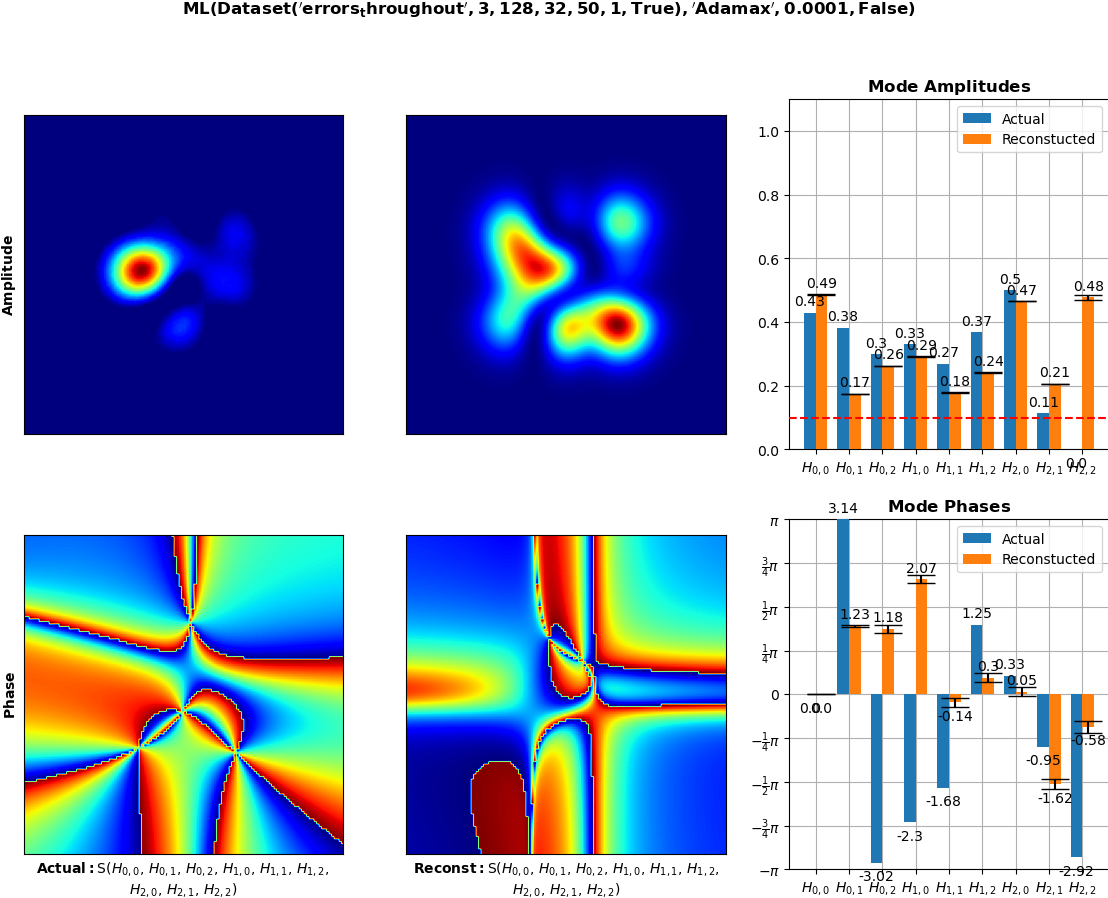 ML(Dataset('errors_throughout', 3, 128, 32, 50, 1, True), 'Adamax', 0.0001, False)
Amplitude
Mode Amplitudes
Actual
Reconstucted
1.0
0.8
0.6
0.4
0.2
0.0
0.43
0.49
0.38
0.17
0.3
0.26
0.33
0.29
0.27
0.18
0.37
0.24
0.5
0.47
0.11
0.21
0.0
0.48
H0,0 H0,1 H0,2 H1,0 H1,1 H1,2 H2,0 H2,1 H2,2
Phase
Actual: S(H0,0, H0,1, H0,2, H1,0, H1,1, H1,2,
H2,0, H2,1, H2,2)
Reconst: S(H0,0, H0,1, H0,2, H1,0, H1,1, H1,2,
H2,0, H2,1, H2,2)
Mode Phases
Actual
Reconstucted
π
3/4π
1/2π
1/4π
0
−1/4π
−1/2π
−3/4π
−π
0.0
0.0
3.14
1.23
-3.02
1.18
-2.3
2.07
-1.68
-0.14
1.25
0.3
0.33
0.05
-0.95
-1.62
-2.92
-0.58
H0,0 H0,1 H0,2 H1,0 H1,1 H1,2 H2,0 H2,1 H2,2